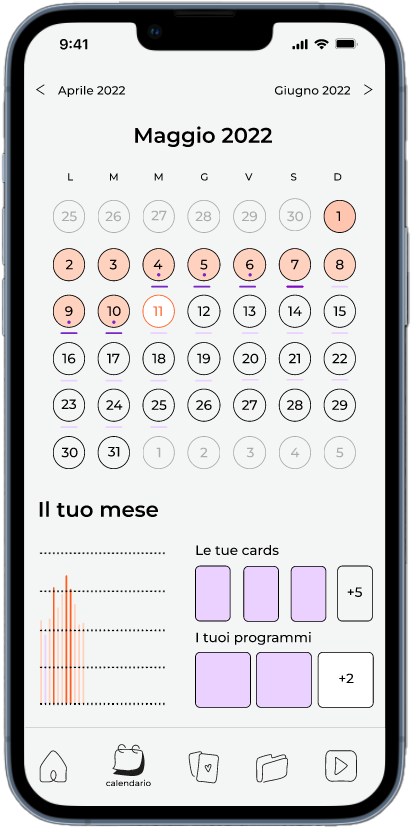 9:41
< Aprile 2022 Giugno 2022 >
Maggio 2022
L M M G V S D
25 26 27 28 29 30 1
2 3 4 5 6 7 8
9 10 11 12 13 14 15
16 17 18 19 20 21 22
23 24 25 26 27 28 29
30 31 1 2 3 4 5
Il tuo mese
Le tue cards
+5
I tuoi programmi
+2
calendario